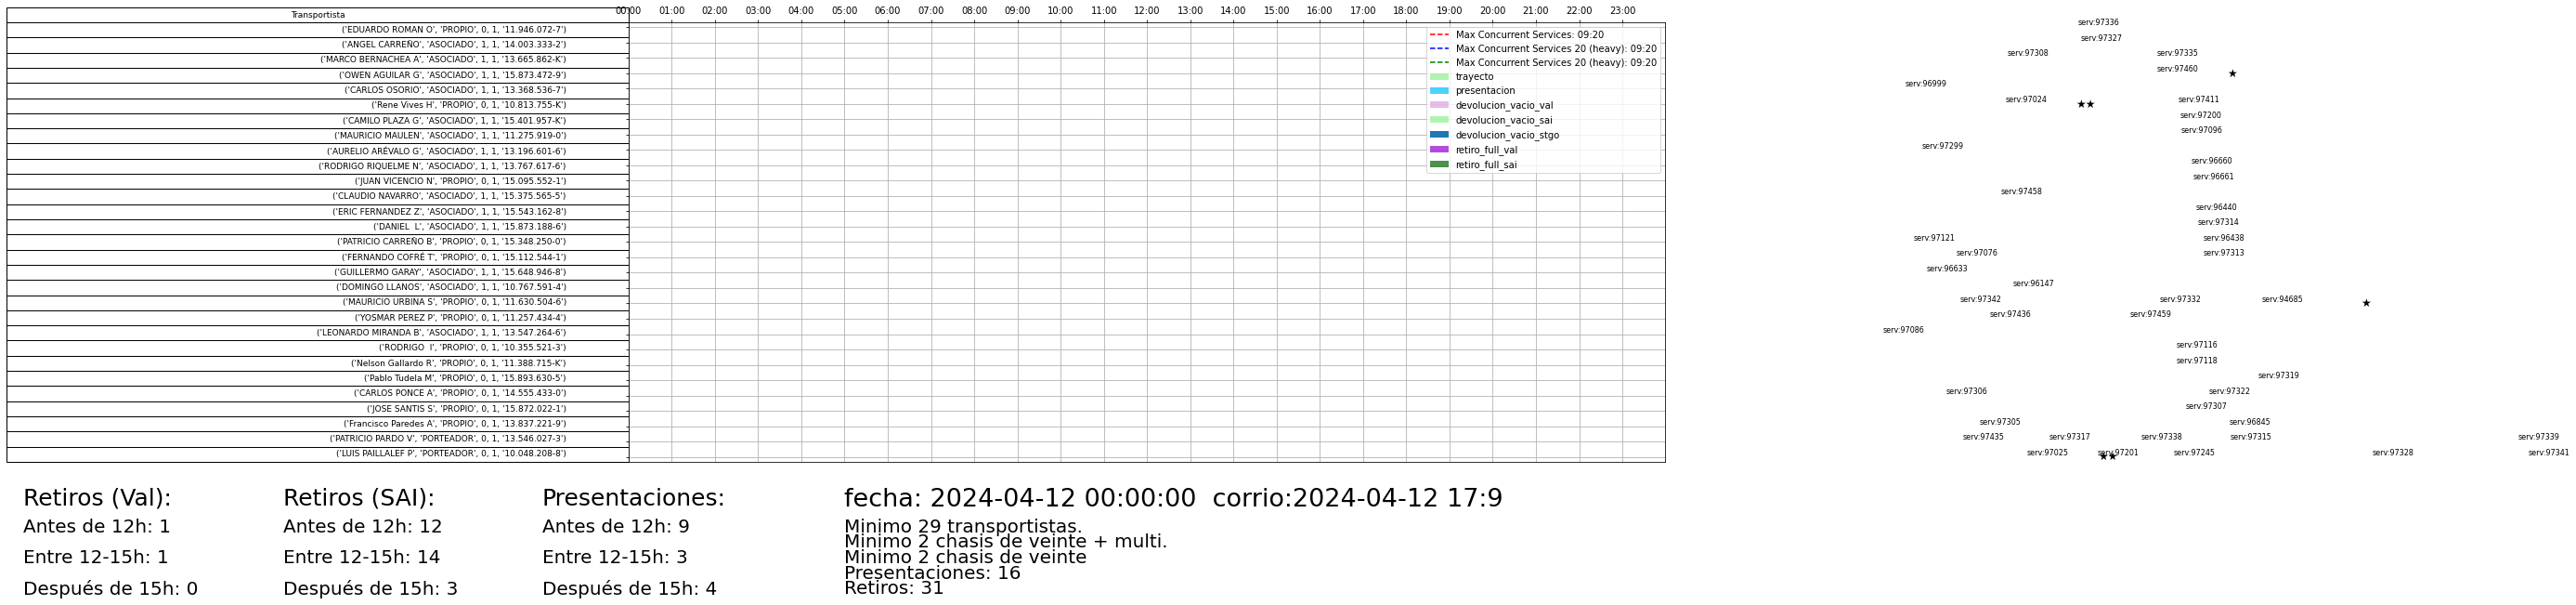 Transportista
('EDUARDO ROMAN O', 'PROPIO', 0, 1, '11.946.072-7')
('ANGEL CARREÑO', 'ASOCIADO', 1, 1, '14.003.333-2')
('MARCO BERNACHEA A', 'ASOCIADO', 1, 1, '13.665.862-K')
('OWEN AGUILAR G', 'ASOCIADO', 1, 1, '15.873.472-9')
('CARLOS OSORIO', 'ASOCIADO', 1, 1, '13.368.536-7')
('Rene Vives H', 'PROPIO', 0, 1, '10.813.755-K')
('CAMILO PLAZA G', 'ASOCIADO', 1, 1, '15.401.957-K')
('MAURICIO MAULEN', 'ASOCIADO', 1, 1, '11.275.919-0')
('AURELIO ARÉVALO G', 'ASOCIADO', 1, 1, '13.196.601-6')
('RODRIGO RIQUELME N', 'ASOCIADO', 1, 1, '13.767.617-6')
('JUAN VICENCIO N', 'PROPIO', 0, 1, '15.095.552-1')
('CLAUDIO NAVARRO', 'ASOCIADO', 1, 1, '15.375.565-5')
('ERIC FERNANDEZ Z', 'ASOCIADO', 1, 1, '15.543.162-8')
('DANIEL  L', 'ASOCIADO', 1, 1, '15.873.188-6')
('PATRICIO CARREÑO B', 'PROPIO', 0, 1, '15.348.250-0')
('FERNANDO COFRÉ T', 'PROPIO', 0, 1, '15.112.544-1')
('GUILLERMO GARAY', 'ASOCIADO', 1, 1, '15.648.946-8')
('DOMINGO LLANOS', 'ASOCIADO', 1, 1, '10.767.591-4')
('MAURICIO URBINA S', 'PROPIO', 0, 1, '11.630.504-6')
('YOSMAR PEREZ P', 'PROPIO', 0, 1, '11.257.434-4')
('LEONARDO MIRANDA B', 'ASOCIADO', 1, 1, '13.547.264-6')
('RODRIGO  I', 'PROPIO', 0, 1, '10.355.521-3')
('Nelson Gallardo R', 'PROPIO', 0, 1, '11.388.715-K')
('Pablo Tudela M', 'PROPIO', 0, 1, '15.893.630-5')
('CARLOS PONCE A', 'PROPIO', 0, 1, '14.555.433-0')
('JOSE SANTIS S', 'PROPIO', 0, 1, '15.872.022-1')
('Francisco Paredes A', 'PROPIO', 0, 1, '13.837.221-9')
('PATRICIO PARDO V', 'PORTEADOR', 0, 1, '13.546.027-3')
('LUIS PAILLALEF P', 'PORTEADOR', 0, 1, '10.048.208-8')
00:00 01:00 02:00 03:00 04:00 05:00 06:00 07:00 08:00 09:00 10:00 11:00 12:00 13:00 14:00 15:00 16:00 17:00 18:00 19:00 20:00 21:00 22:00 23:00
Max Concurrent Services: 09:20
Max Concurrent Services 20 (heavy): 09:20
Max Concurrent Services 20 (heavy): 09:20
trayecto
presentacion
devolucion_vacio_val
devolucion_vacio_sai
devolucion_vacio_stgo
retiro_full_val
retiro_full_sai
serv:97336
serv:97327
serv:97308 serv:97335
serv:97460
serv:96999
serv:97024 serv:97411
serv:97200
serv:97096
serv:97299
serv:96660
serv:96661
serv:97458
serv:96440
serv:97314
serv:97121 serv:96438
serv:97076 serv:97313
serv:96633
serv:96147
serv:97342 serv:97332 serv:94685
serv:97436 serv:97459
serv:97086
serv:97116
serv:97118
serv:97319
serv:97306 serv:97322
serv:97307
serv:97305 serv:96845
serv:97435 serv:97317 serv:97338 serv:97315 serv:97339
serv:97025 serv:97201 serv:97245 serv:97328 serv:97341
Retiros (Val):
Antes de 12h: 1
Entre 12-15h: 1
Después de 15h: 0
Retiros (SAI):
Antes de 12h: 12
Entre 12-15h: 14
Después de 15h: 3
Presentaciones:
Antes de 12h: 9
Entre 12-15h: 3
Después de 15h: 4
fecha: 2024-04-12 00:00:00  corrio:2024-04-12 17:9
Minimo 29 transportistas.
Minimo 2 chasis de veinte + multi.
Minimo 2 chasis de veinte
Presentaciones: 16
Retiros: 31